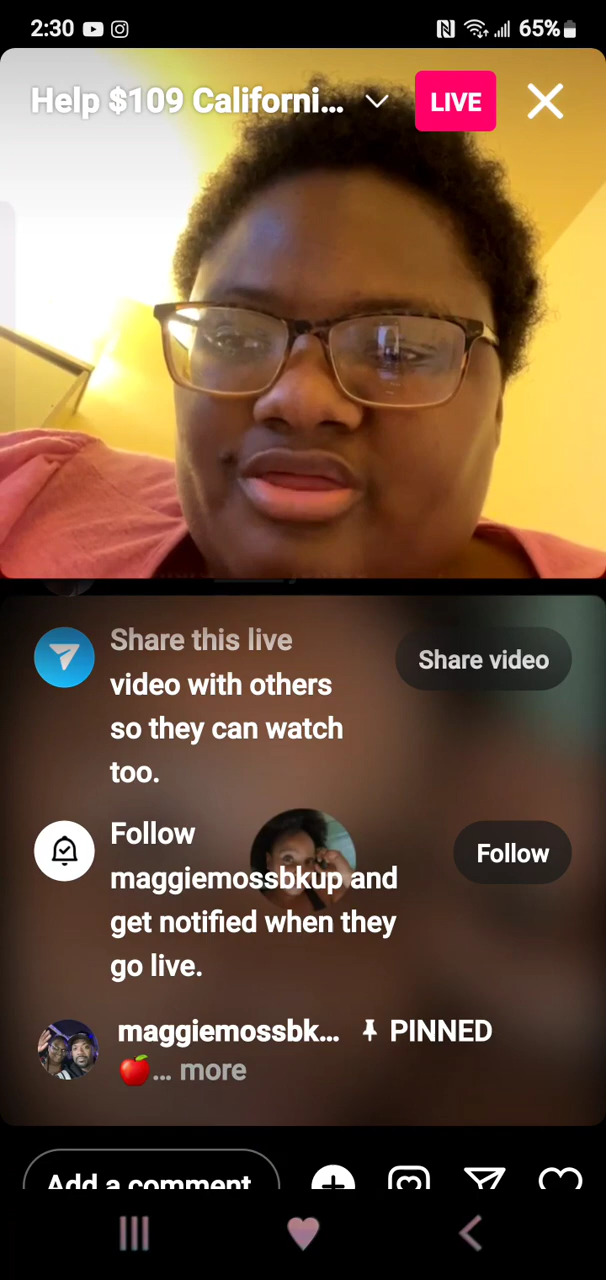 2:30 65%
Help $109 Californi... LIVE
Share this live
video with others
so they can watch
too.
Share video
Follow
maggiemossbkup and
get notified when they
go live.
Follow
maggiemossbk... PINNED
🍎... more
Add a comment